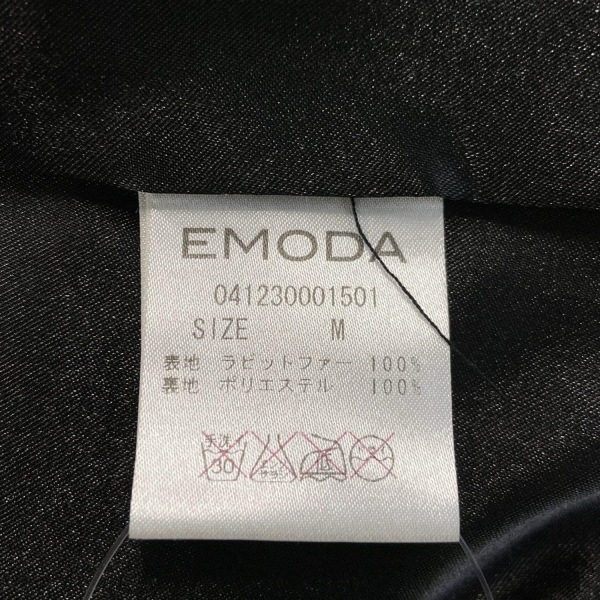 EMODA
041230001501
SIZE M
表地 ラビットファー 100%
裏地 ポリエステル 100%
手洗イ
30